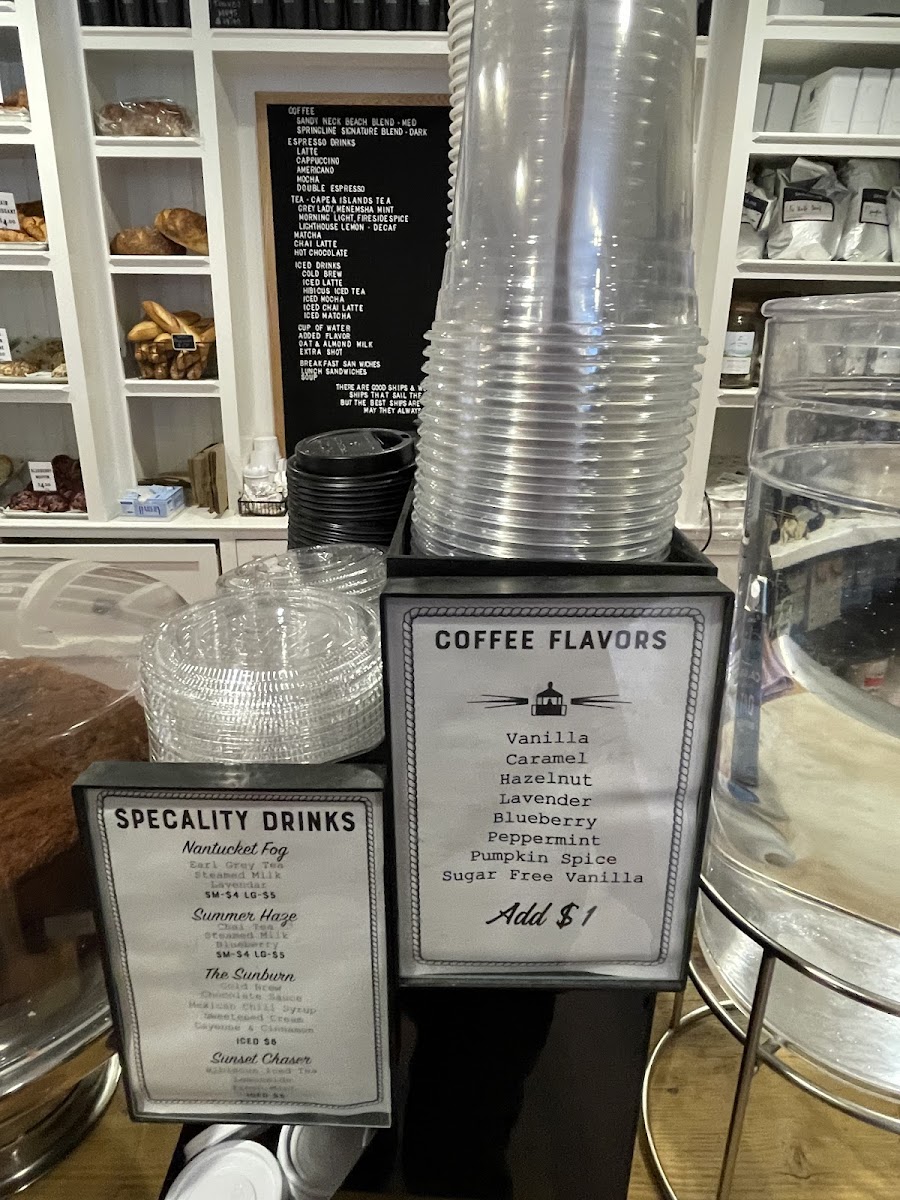 COFFEE
SANDY NECK BEACH BLEND - MED
SPRINGLINE SIGNATURE BLEND - DARK
ESPRESSO DRINKS
LATTE
CAPPUCCINO
AMERICANO
MOCHA
DOUBLE ESPRESSO
TEA - CAPE & ISLANDS TEA
GREY LADY, MENEMSHA MINT
MORNING LIGHT, FIRESIDE SPICE
LIGHTHOUSE LEMON - DECAF
MATCHA
CHAI LATTE
HOT CHOCOLATE
ICED DRINKS
COLD BREW
ICED LATTE
HIBICUS ICED TEA
ICED MOCHA
ICED CHAI LATTE
ICED MATCHA
CUP OF WATER
ADDED FLAVOR
OAT & ALMOND MILK
EXTRA SHOT
BREAKFAST SAN WICHES
LUNCH SANDWICHES
SOUP
THERE ARE GOOD SHIPS & W
SHIPS THAT SAIL THE
BUT THE BEST SHIPS ARE
MAY THEY ALWAY
COFFEE FLAVORS
Vanilla
Caramel
Hazelnut
Lavender
Blueberry
Peppermint
Pumpkin Spice
Sugar Free Vanilla
Add $1
SPECALITY DRINKS
Nantucket Fog
Earl Grey Tea
Steamed Milk
Lavendar
SM-$4 LG-$5
Summer Haze
Chai Tea
Steamed Milk
Blueberry
SM-$4 LG-$5
The Sunburn
Cold Brew
Chocolate Sauce
Mexican Chili Syrup
Sweetened Cream
Cayenne & Cinnamon
ICED $6
Sunset Chaser
Hibiscus Iced Tea
Lemonade
ICED